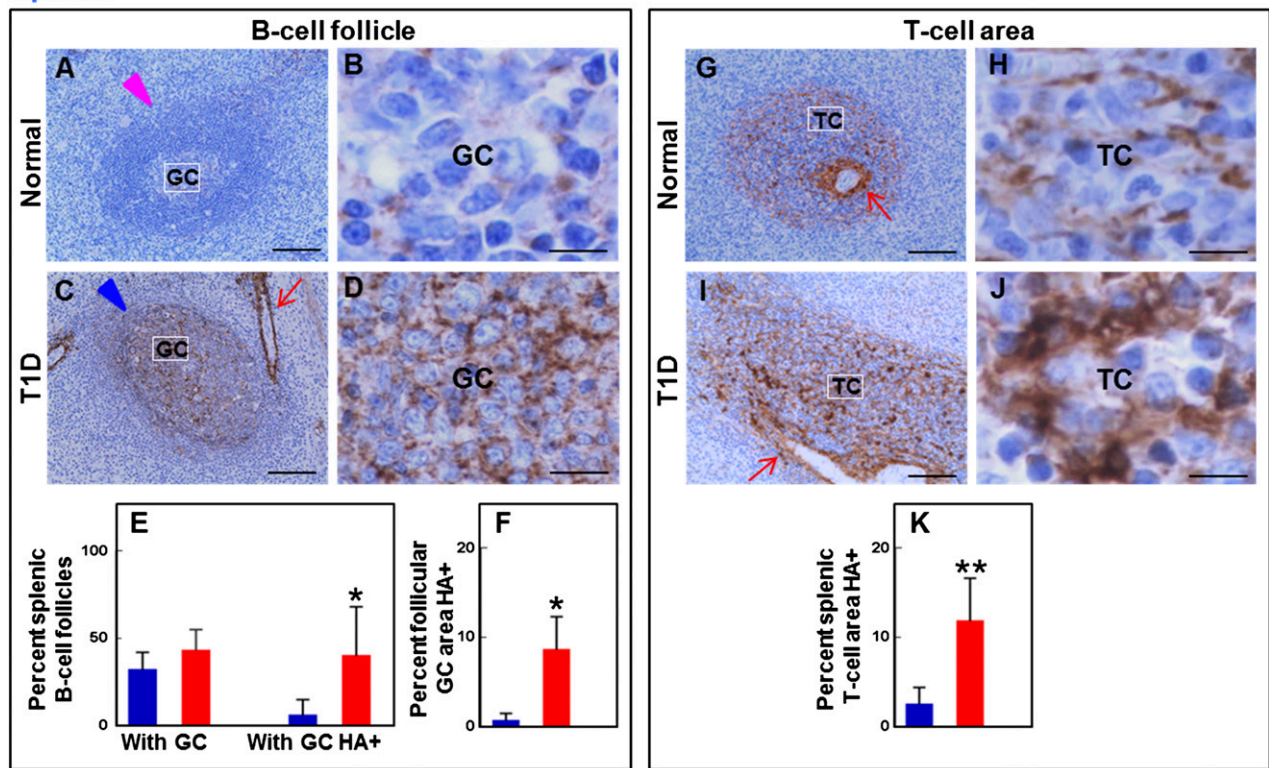 B-cell follicle
T-cell area
Normal
A
GC
B
GC
T1D
C
GC
D
GC
Normal
G
TC
H
TC
T1D
I
TC
J
TC
E
Percent splenic
B-cell follicles
100
50
0
*
With GC
With GC HA+
F
Percent follicular
GC area HA+
20
10
0
*
K
Percent splenic
T-cell area HA+
20
10
0
**